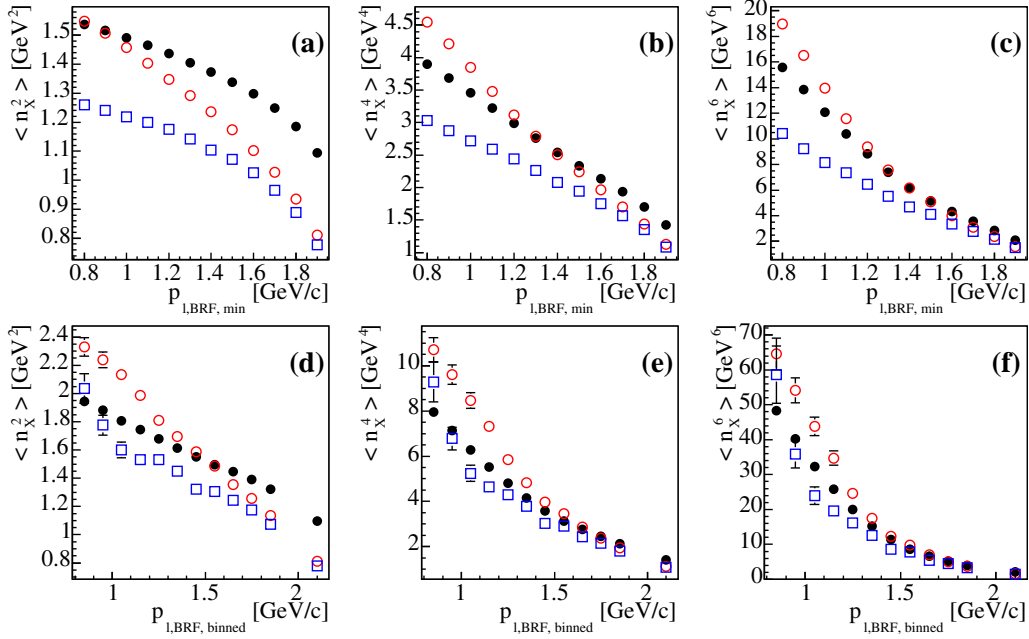 (a)
< n_X^2 > [GeV^2]
1.5
1.4
1.3
1.2
1.1
1
0.9
0.8
0.8 1 1.2 1.4 1.6 1.8
p_l,BRF, min [GeV/c]
(b)
< n_X^4 > [GeV^4]
4.5
4
3.5
3
2.5
2
1.5
1
0.8 1 1.2 1.4 1.6 1.8
p_l,BRF, min [GeV/c]
(c)
< n_X^6 > [GeV^6]
20
18
16
14
12
10
8
6
4
2
0.8 1 1.2 1.4 1.6 1.8
p_l,BRF, min [GeV/c]
(d)
< n_X^2 > [GeV^2]
2.4
2.2
2
1.8
1.6
1.4
1.2
1
0.8
1 1.5 2
p_l,BRF, binned [GeV/c]
(e)
< n_X^4 > [GeV^4]
10
8
6
4
2
1 1.5 2
p_l,BRF, binned [GeV/c]
(f)
< n_X^6 > [GeV^6]
70
60
50
40
30
20
10
0
1 1.5 2
p_l,BRF, binned [GeV/c]